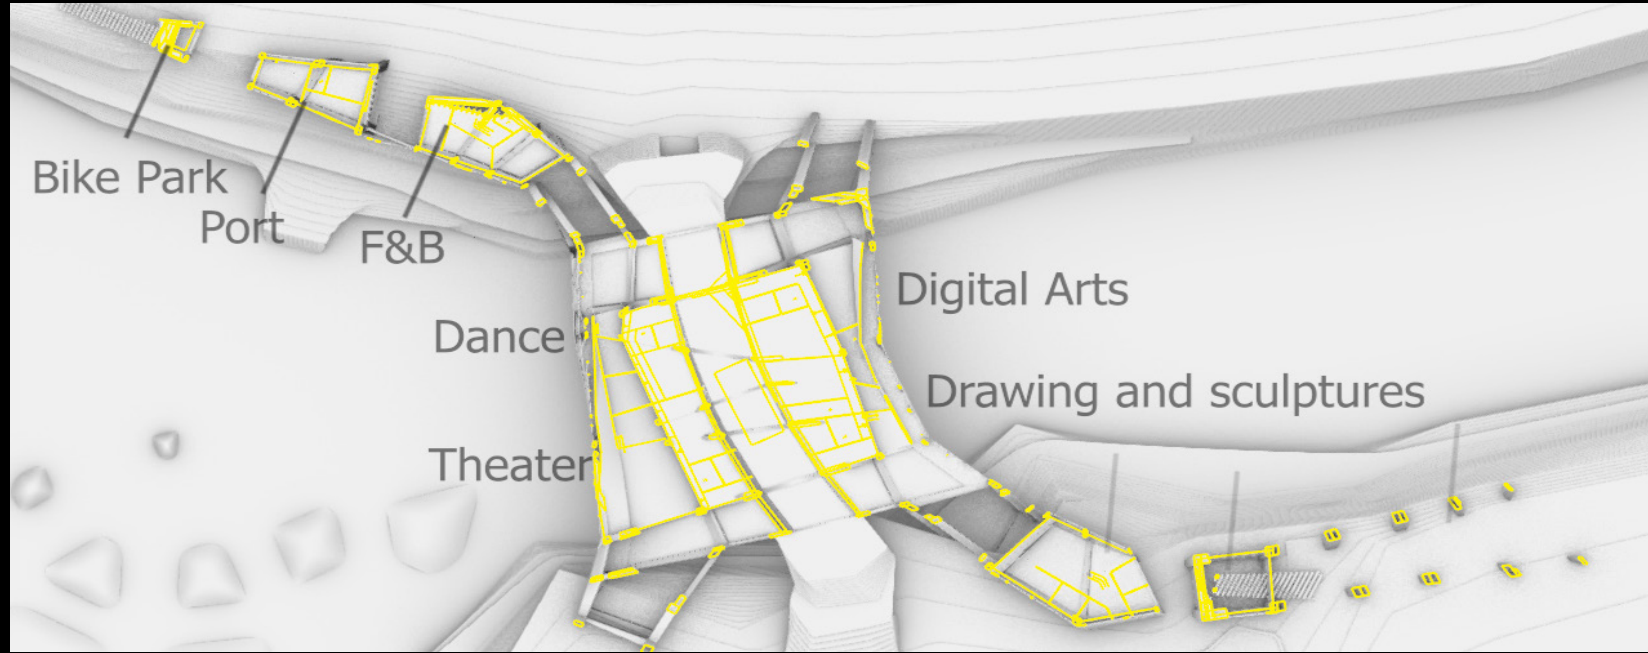 Bike Park
Port
F&B
Digital Arts
Dance
Drawing and sculptures
Theater